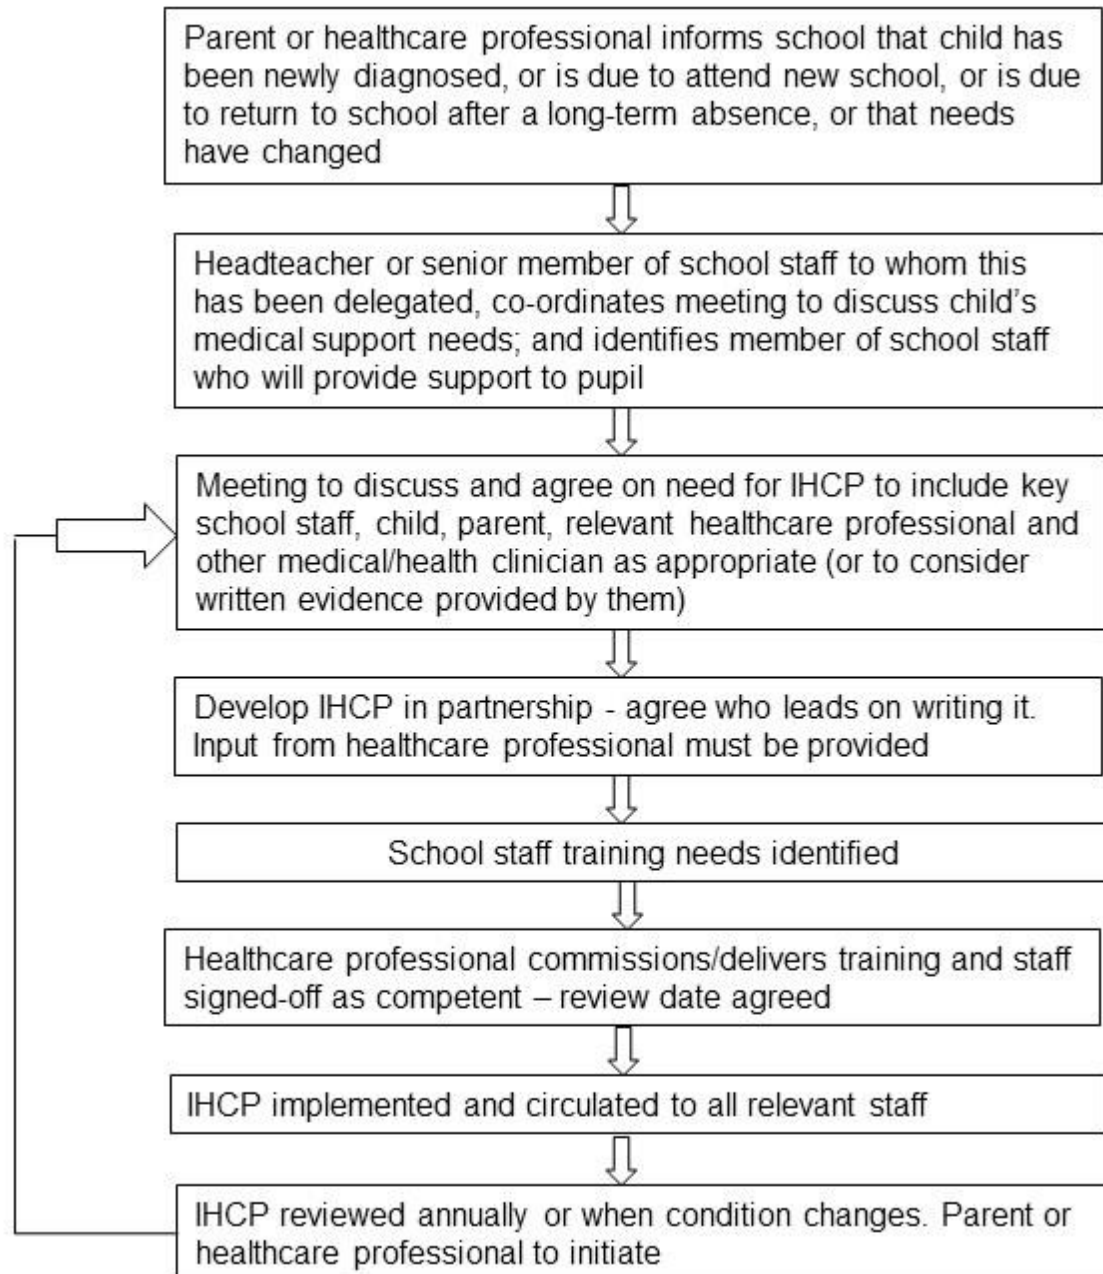 Parent or healthcare professional informs school that child has
been newly diagnosed, or is due to attend new school, or is due
to return to school after a long-term absence, or that needs
have changed
Headteacher or senior member of school staff to whom this
has been delegated, co-ordinates meeting to discuss child's
medical support needs; and identifies member of school staff
who will provide support to pupil
Meeting to discuss and agree on need for IHCP to include key
school staff, child, parent, relevant healthcare professional and
other medical/health clinician as appropriate (or to consider
written evidence provided by them)
Develop IHCP in partnership - agree who leads on writing it.
Input from healthcare professional must be provided
School staff training needs identified
Healthcare professional commissions/delivers training and staff
signed-off as competent – review date agreed
IHCP implemented and circulated to all relevant staff
IHCP reviewed annually or when condition changes. Parent or
healthcare professional to initiate